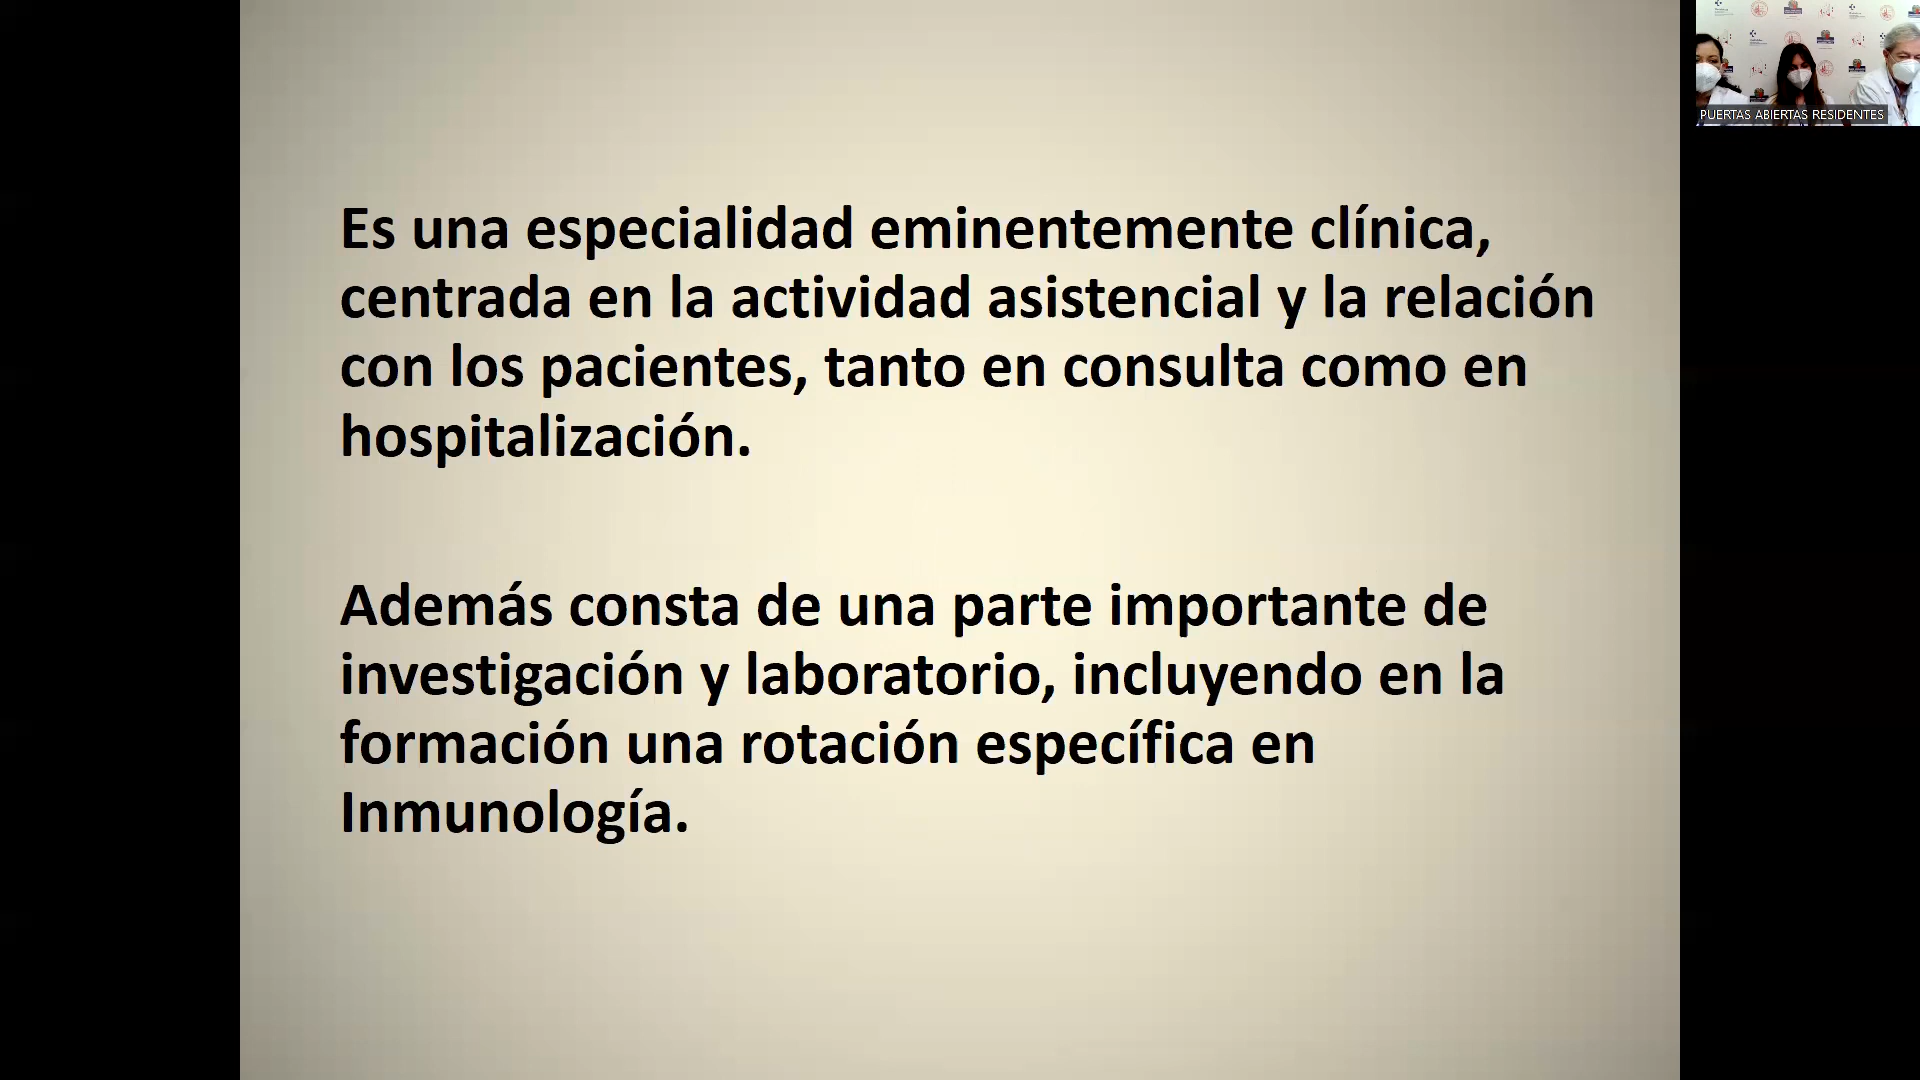 Es una especialidad eminentemente clínica,
centrada en la actividad asistencial y la relación
con los pacientes, tanto en consulta como en
hospitalización.
Además consta de una parte importante de
investigación y laboratorio, incluyendo en la
formación una rotación específica en
Inmunología.
PUERTAS ABIERTAS RESIDENTES